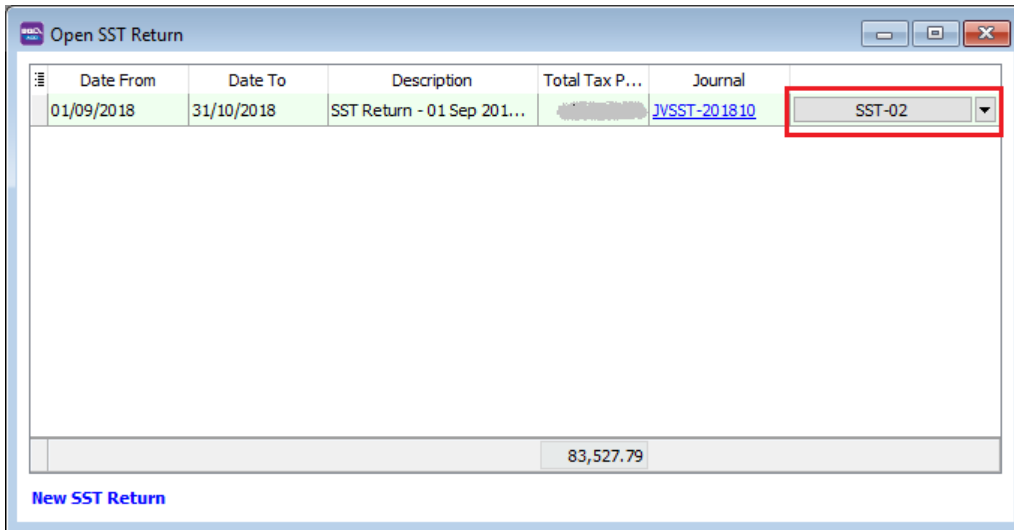 Open SST Return
Date From Date To Description Total Tax P... Journal
01/09/2018 31/10/2018 SST Return - 01 Sep 201... JVSST-201810 SST-02
83,527.79
New SST Return